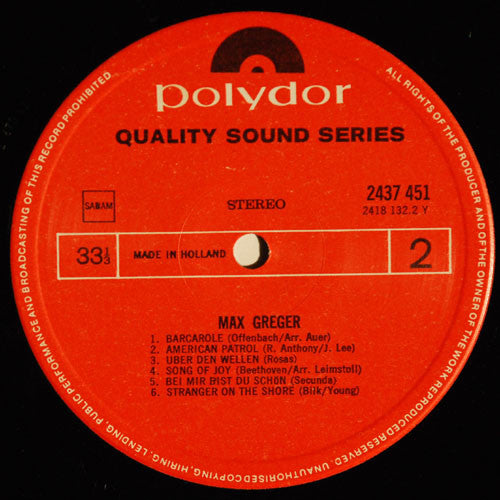 polydor
QUALITY SOUND SERIES
SABAM
STEREO
2437 451
2418 132.2 Y
33⅓
MADE IN HOLLAND
2
MAX GREGER
1. BARCAROLE (Offenbach/Arr. Auer)
2. AMERICAN PATROL (R. Anthony/J. Lee)
3. UBER DEN WELLEN (Rosas)
4. SONG OF JOY (Beethoven/Arr. Leimstoll)
5. BEI MIR BIST DU SCHÖN (Secunda)
6. STRANGER ON THE SHORE (Bilk/Young)
ALL RIGHTS OF THE PRODUCER AND OF THE OWNER OF THE WORK REPRODUCED RESERVED. UNAUTHORISED COPYING, HIRING, LENDING, PUBLIC PERFORMANCE AND BROADCASTING OF THIS RECORD PROHIBITED